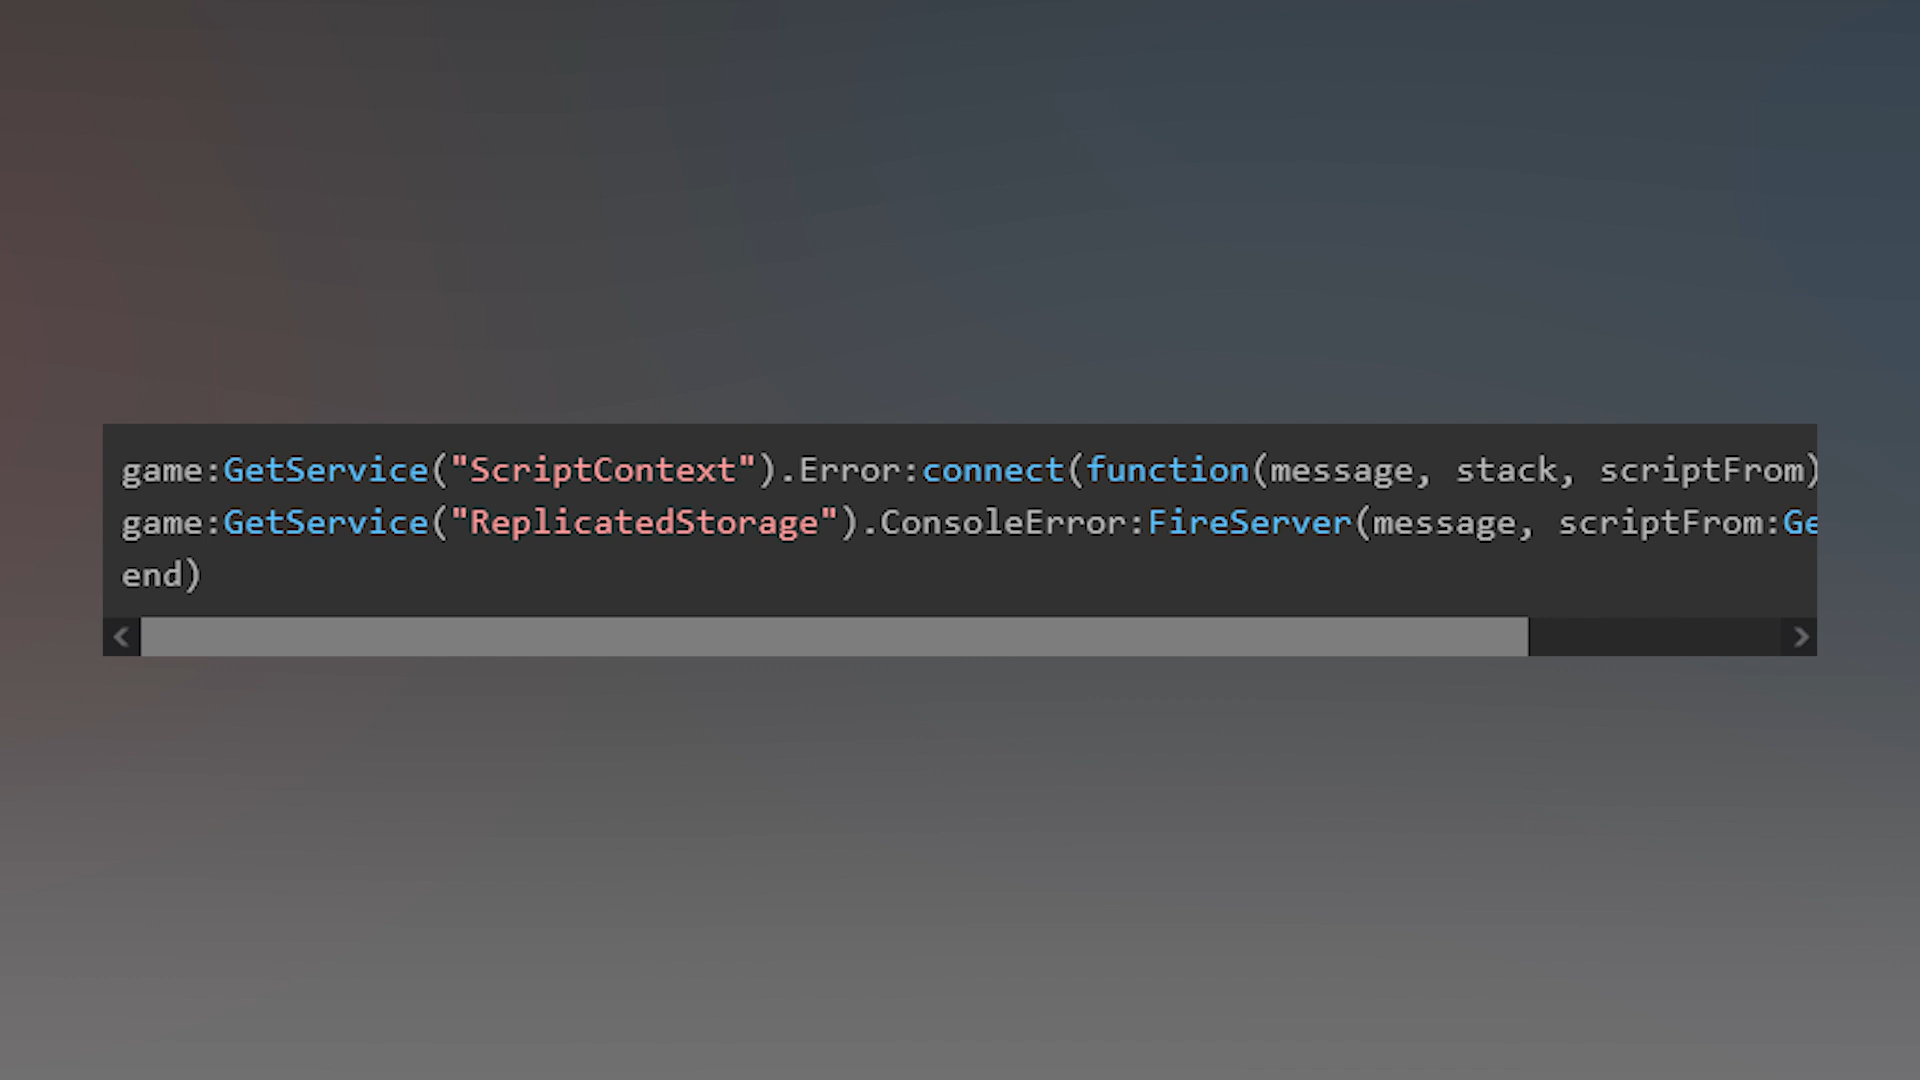 game:GetService("ScriptContext").Error:connect(function(message, stack, scriptFrom)
game:GetService("ReplicatedStorage").ConsoleError:FireServer(message, scriptFrom:Ge
end)